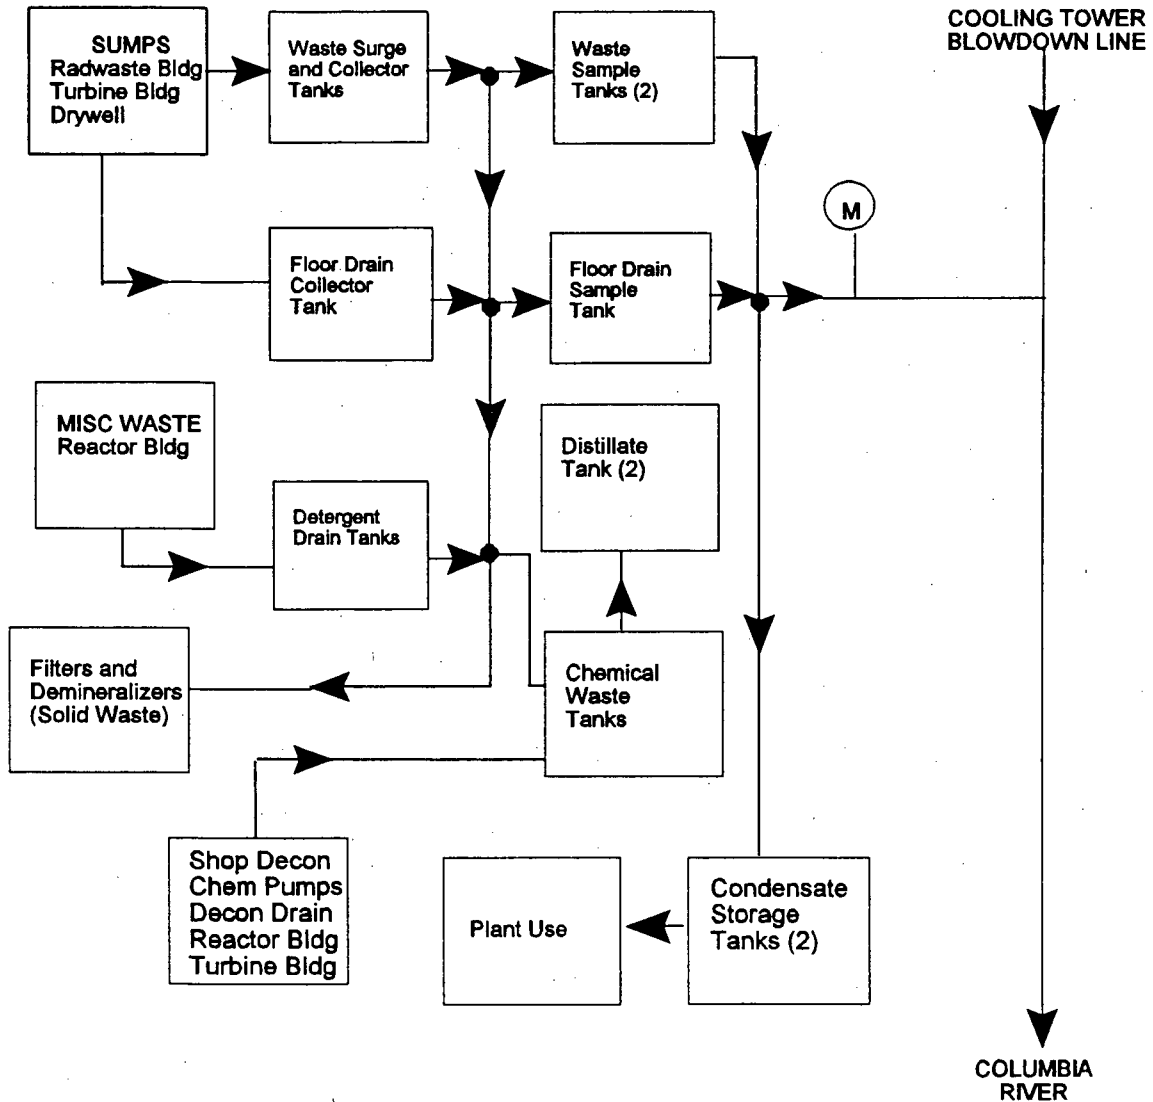 COOLING TOWER
BLOWDOWN LINE
SUMPS
Radwaste Bldg
Turbine Bldg
Drywell
Waste Surge
and Collector
Tanks
Waste
Sample
Tanks (2)
M
Floor Drain
Collector
Tank
Floor Drain
Sample
Tank
MISC WASTE
Reactor Bldg
Distillate
Tank (2)
Detergent
Drain Tanks
Filters and
Demineralizers
(Solid Waste)
Chemical
Waste
Tanks
Shop Decon
Chem Pumps
Decon Drain
Reactor Bldg
Turbine Bldg
Plant Use
Condensate
Storage
Tanks (2)
COLUMBIA
RIVER